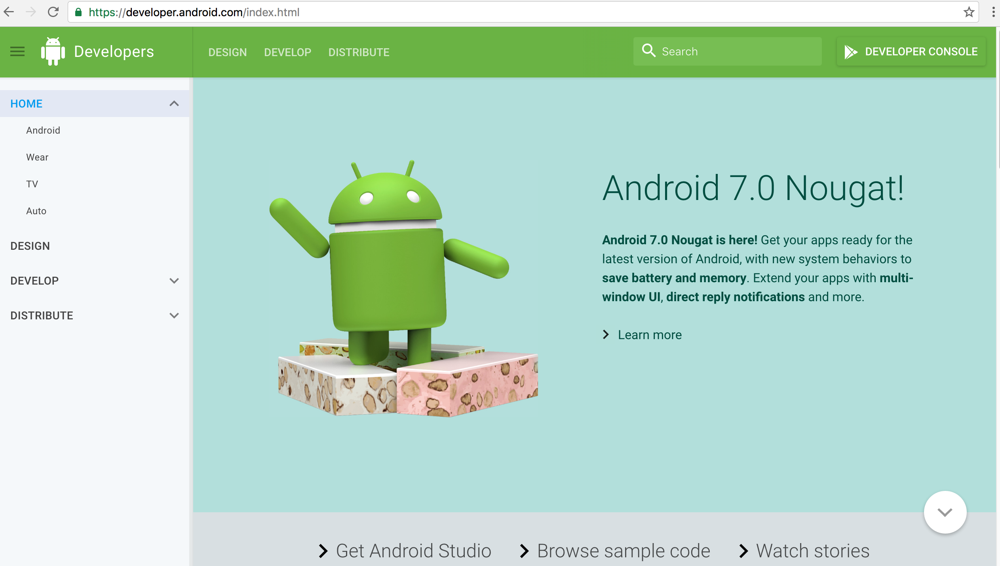 https://developer.android.com/index.html
Developers
DESIGN DEVELOP DISTRIBUTE
Search
DEVELOPER CONSOLE
HOME
Android
Wear
TV
Auto
DESIGN
DEVELOP
DISTRIBUTE
Android 7.0 Nougat!
Android 7.0 Nougat is here! Get your apps ready for the
latest version of Android, with new system behaviors to
save battery and memory. Extend your apps with multi-
window UI, direct reply notifications and more.
Learn more
Get Android Studio
Browse sample code
Watch stories